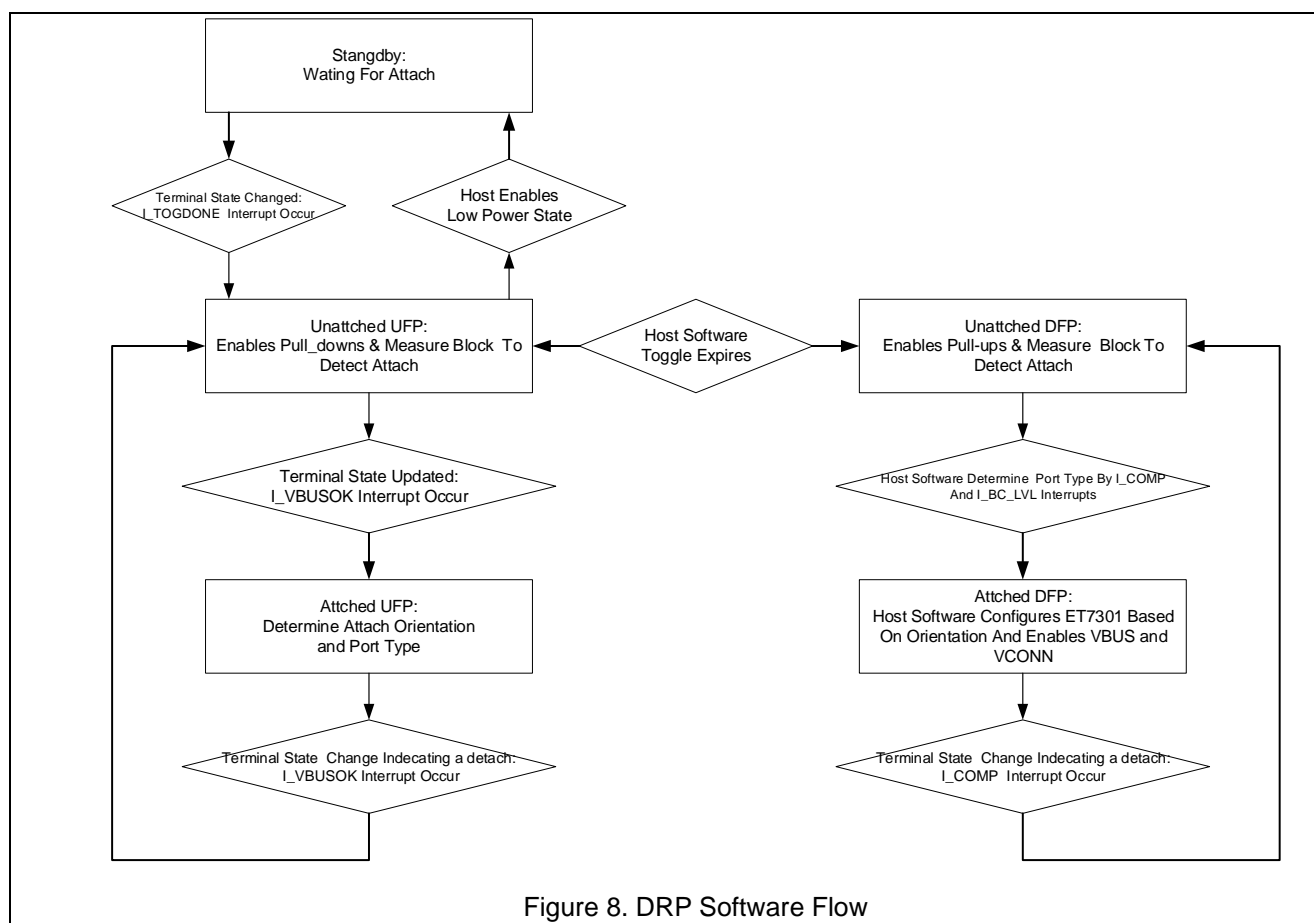 Stangdby:
Wating For Attach
Terminal State Changed:
I_TOGDONE Interrupt Occur
Host Enables
Low Power State
Unattched UFP:
Enables Pull_downs & Measure Block To
Detect Attach
Host Software
Toggle Expires
Unattched DFP:
Enables Pull-ups & Measure Block To
Detect Attach
Terminal State Updated:
I_VBUSOK Interrupt Occur
Host Software Determine Port Type By I_COMP
And I_BC_LVL Interrupts
Attched UFP:
Determine Attach Orientation
and Port Type
Attched DFP:
Host Software Configures ET7301 Based
On Orientation And Enables VBUS and
VCONN
Terminal State Change Indecating a detach:
I_VBUSOK Interrupt Occur
Terminal State Change Indecating a detach:
I_COMP Interrupt Occur
Figure 8. DRP Software Flow